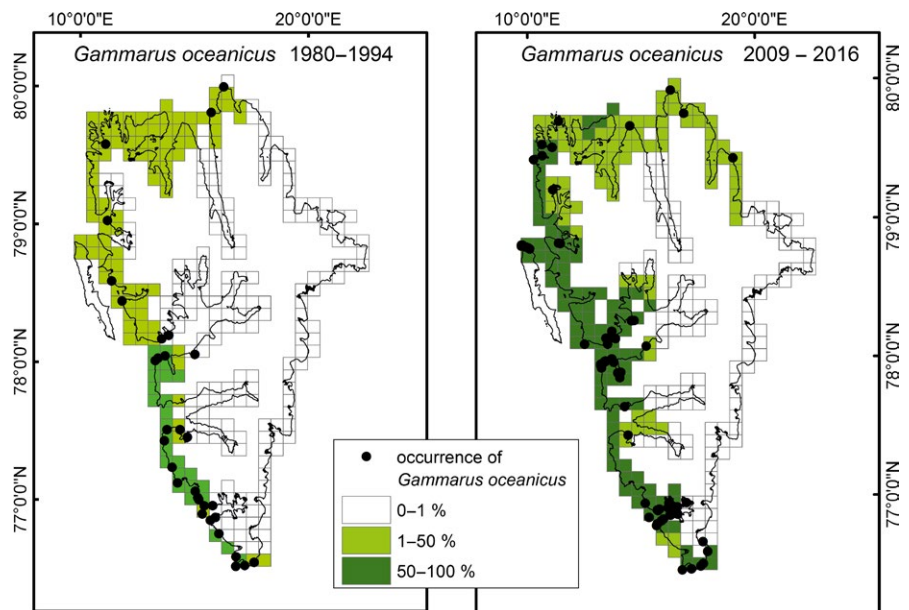 10°0'0"E 20°0'0"E
Gammarus oceanicus 1980–1994
80°0'0"N
79°0'0"N
78°0'0"N
77°0'0"N
10°0'0"E 20°0'0"E
Gammarus oceanicus 2009 – 2016
80°0'0"N
79°0'0"N
78°0'0"N
77°0'0"N
occurrence of
Gammarus oceanicus
0–1 %
1–50 %
50–100 %